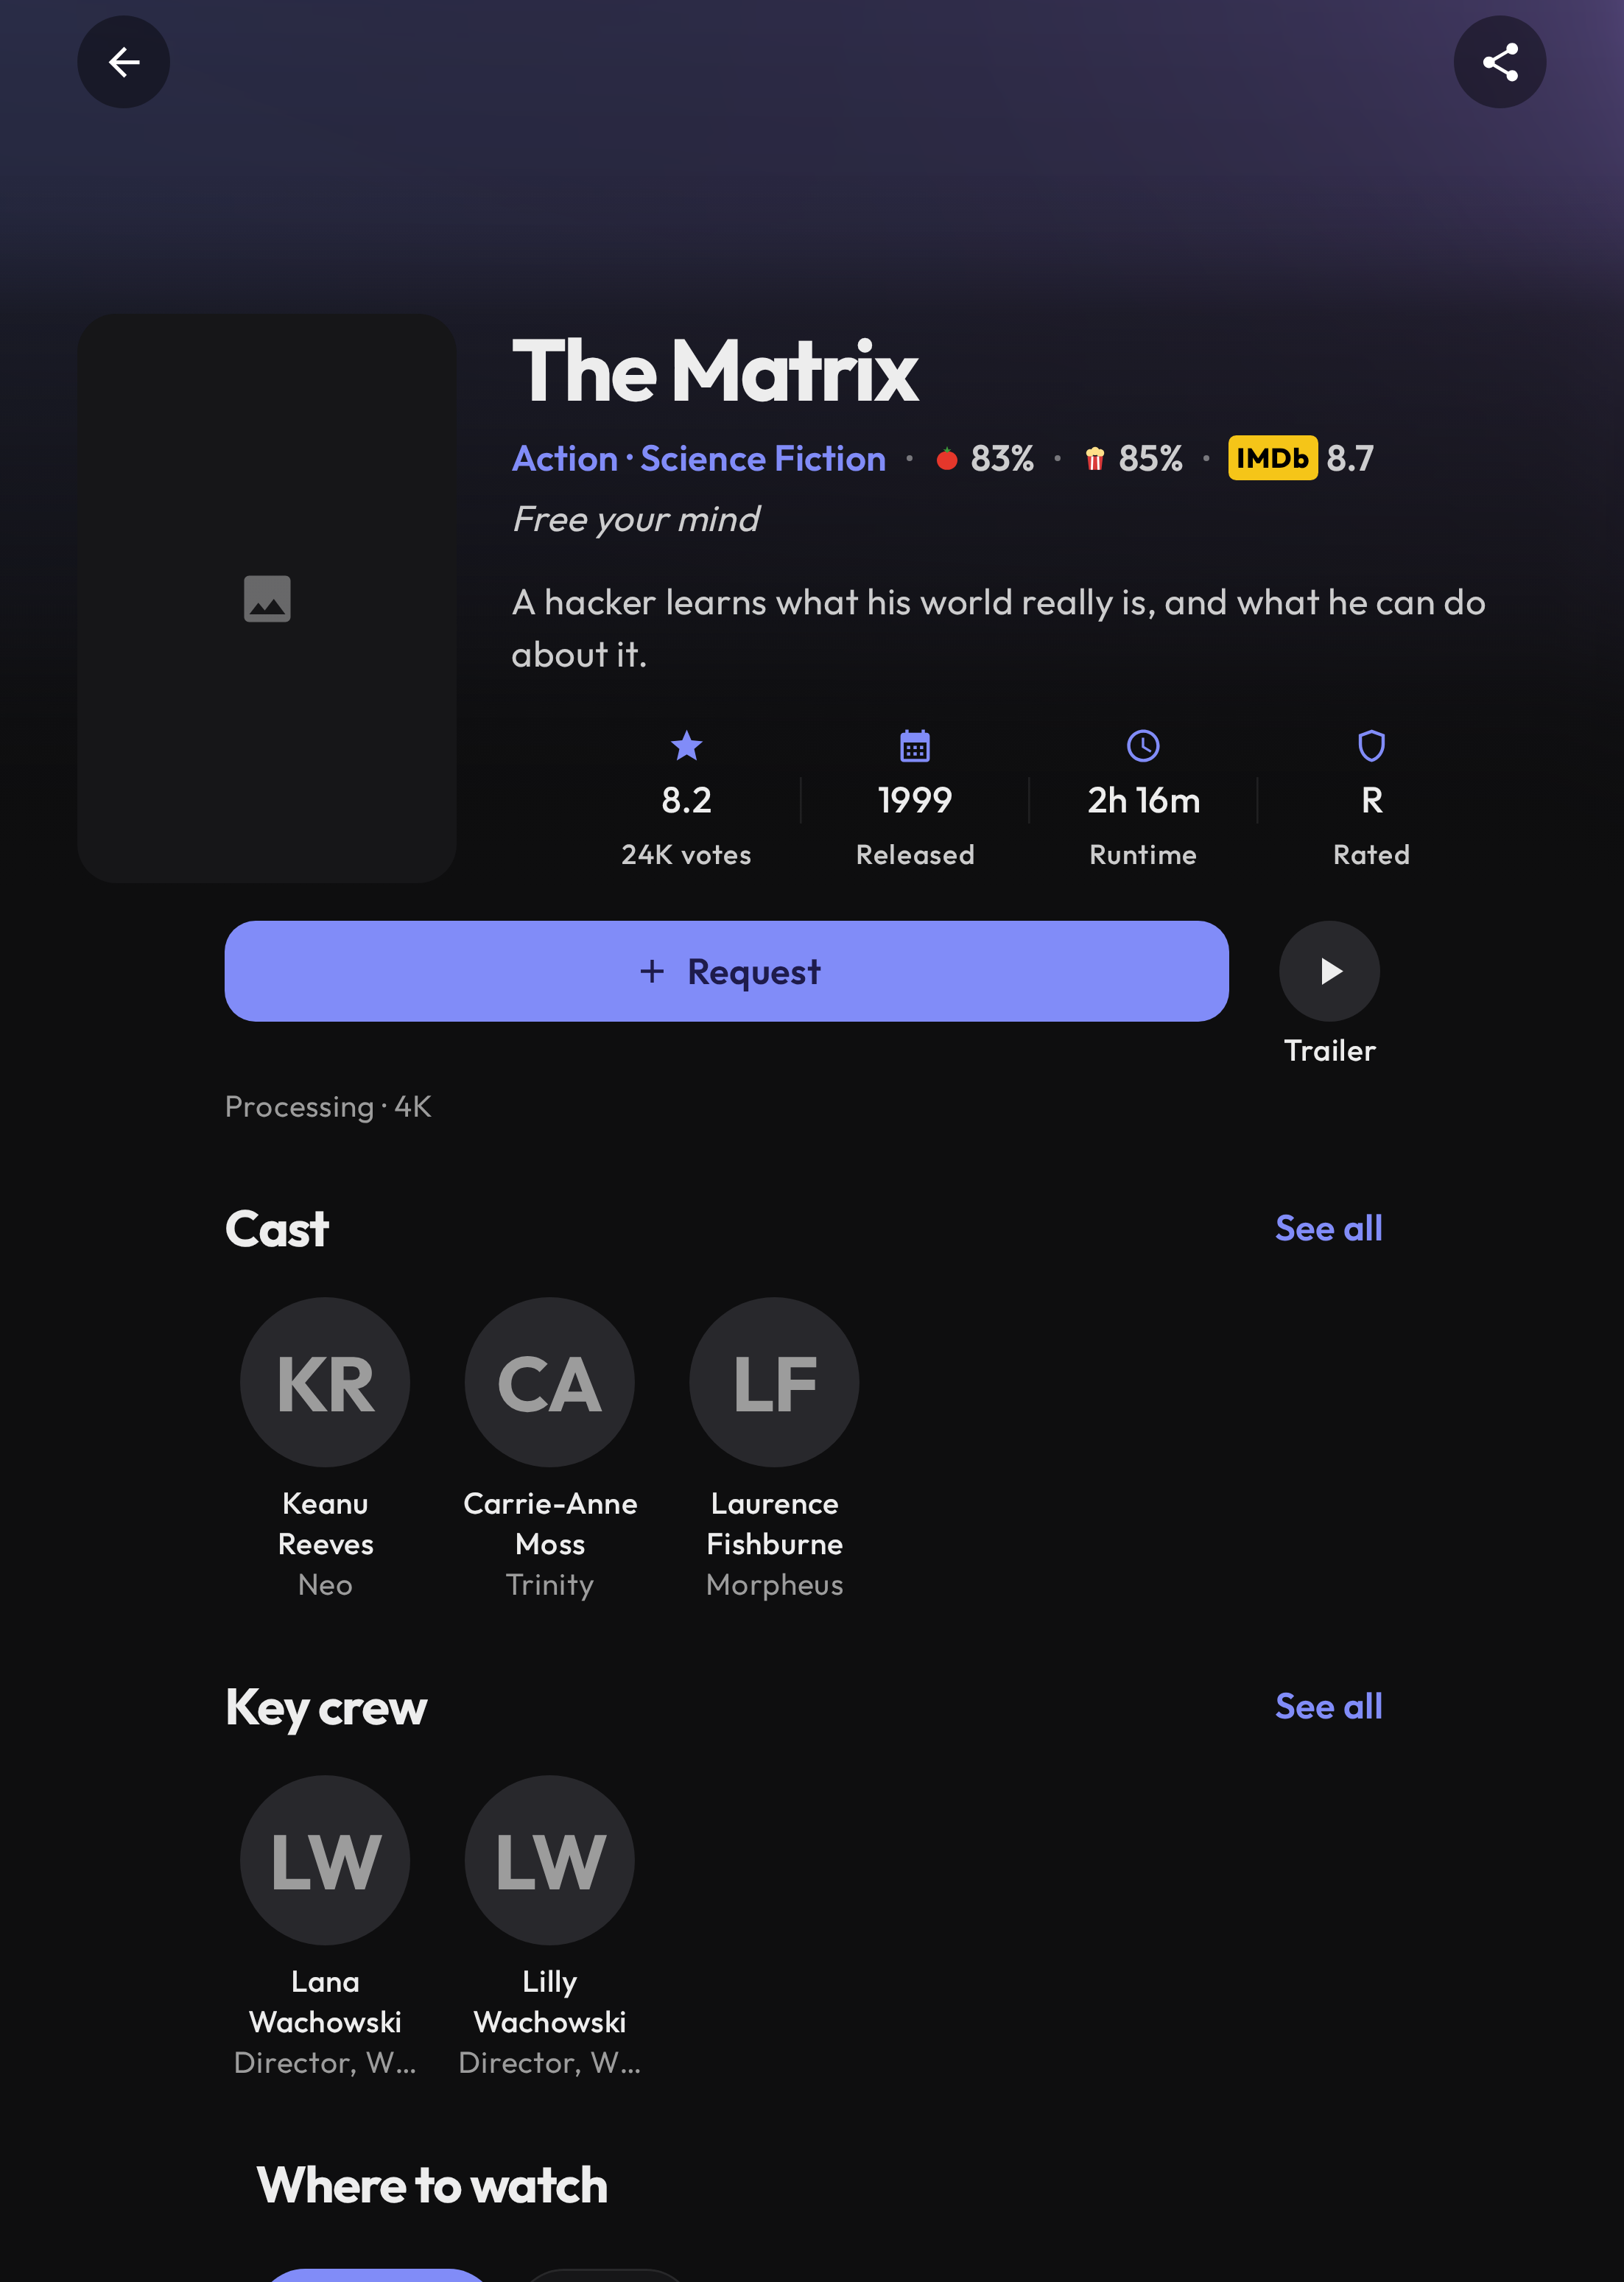 The Matrix
Action · Science Fiction · 83% · 85% · IMDb 8.7
Free your mind
A hacker learns what his world really is, and what he can do
about it.
8.2 1999 2h 16m R
24K votes Released Runtime Rated
+ Request
Trailer
Processing · 4K
Cast See all
KR CA LF
Keanu Carrie-Anne Laurence
Reeves Moss Fishburne
Neo Trinity Morpheus
Key crew See all
LW LW
Lana Lilly
Wachowski Wachowski
Director, W... Director, W...
Where to watch